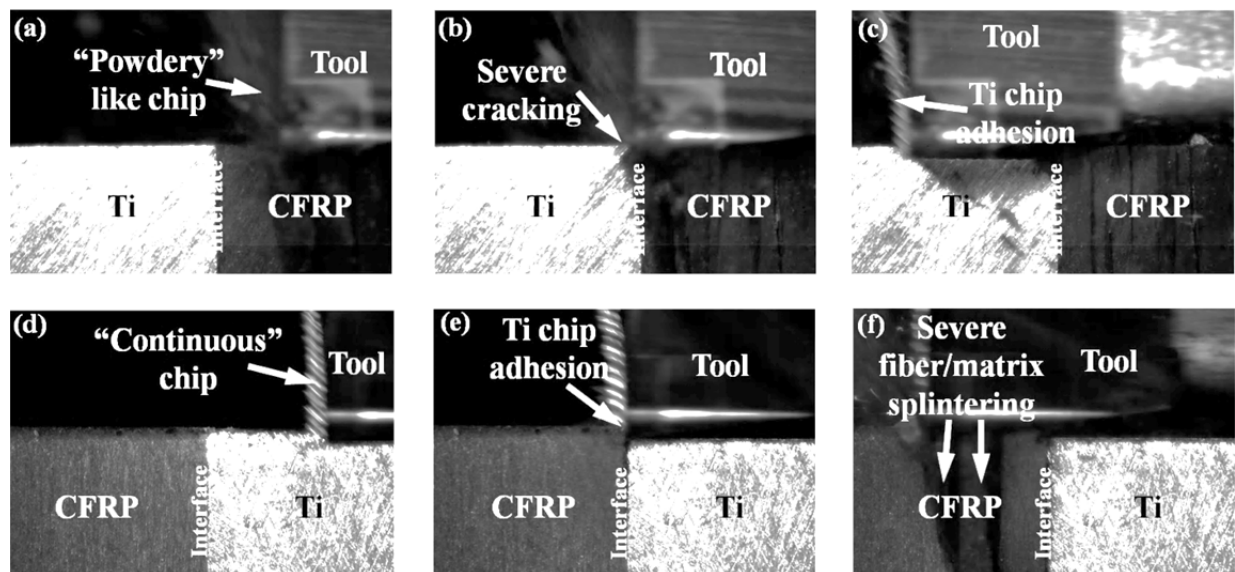 (a)
“Powdery”
like chip
Tool
Ti
Interface
CFRP
(b)
Severe
cracking
Tool
Ti
Interface
CFRP
(c)
Tool
Ti chip
adhesion
Ti
Interface
CFRP
(d)
“Continuous”
chip
Tool
CFRP
Interface
Ti
(e)
Ti chip
adhesion
Tool
CFRP
Interface
Ti
(f)
Severe
fiber/matrix
splintering
Tool
CFRP
Interface
Ti